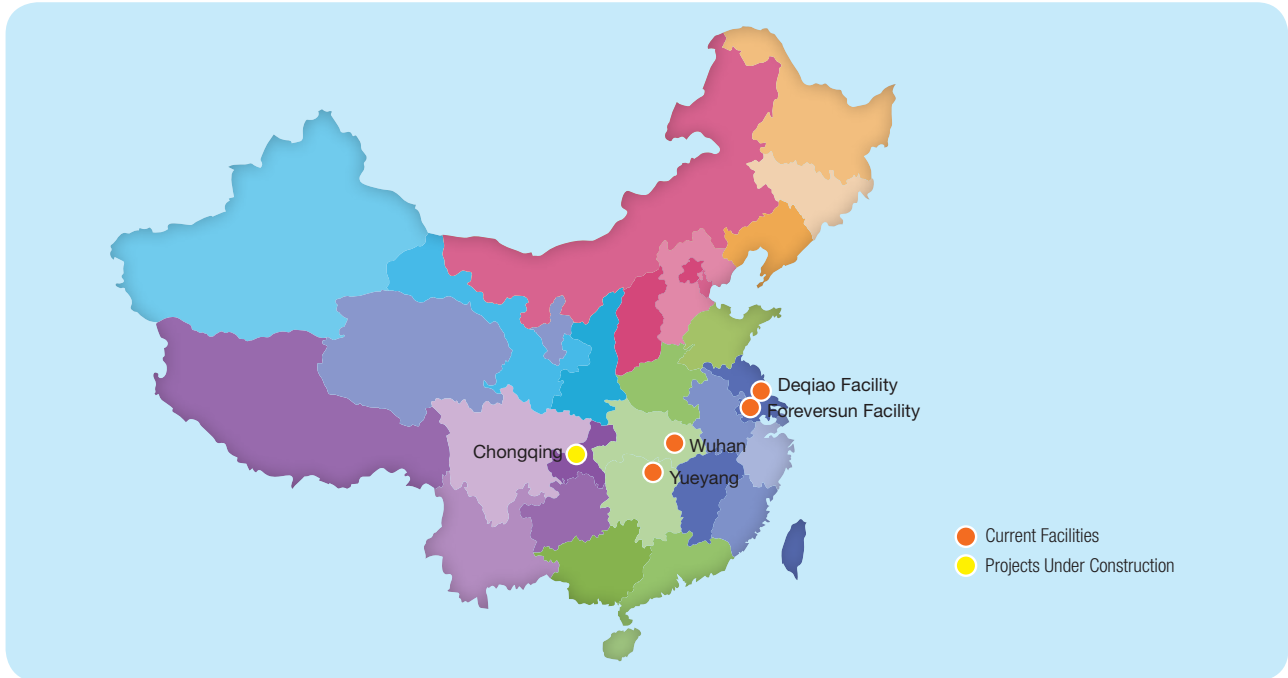 Deqiao Facility
Foreversun Facility
Chongqing
Wuhan
Yueyang
Current Facilities
Projects Under Construction